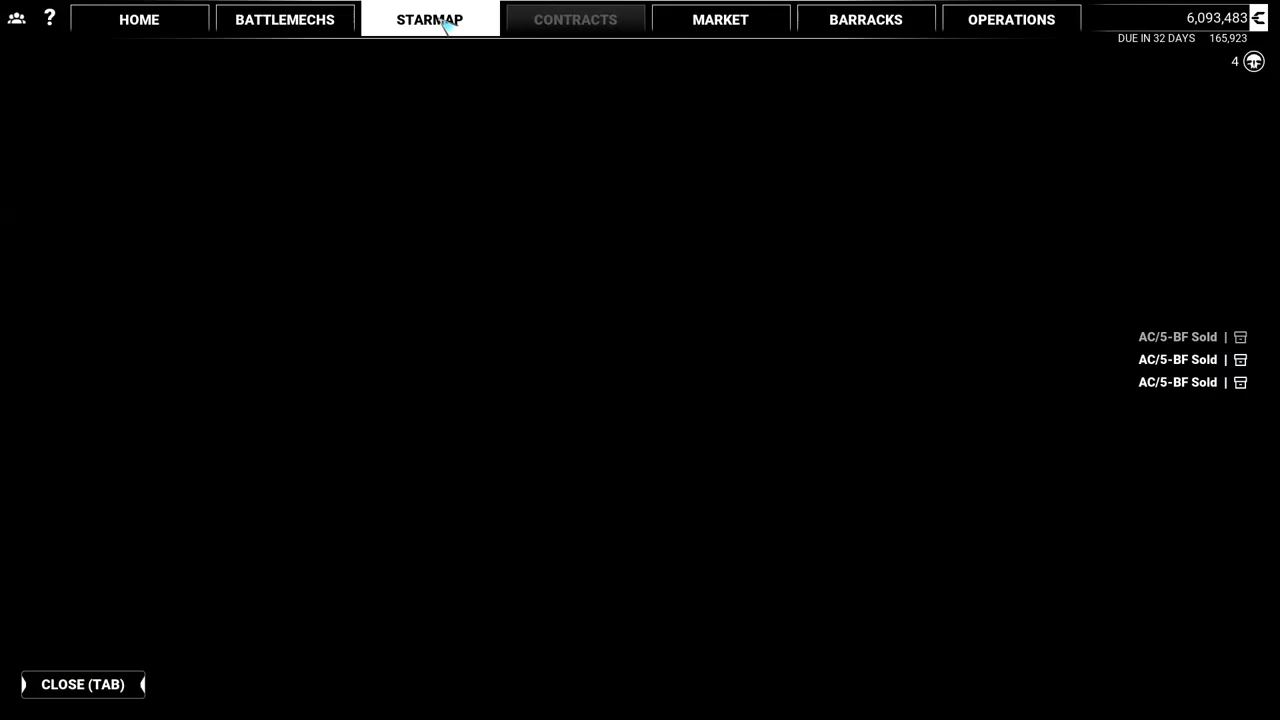 ? HOME BATTLEMECHS STARMAP CONTRACTS MARKET BARRACKS OPERATIONS 6,093,483
DUE IN 32 DAYS 165,923
4
AC/5-BF Sold |
AC/5-BF Sold |
AC/5-BF Sold |
CLOSE (TAB)